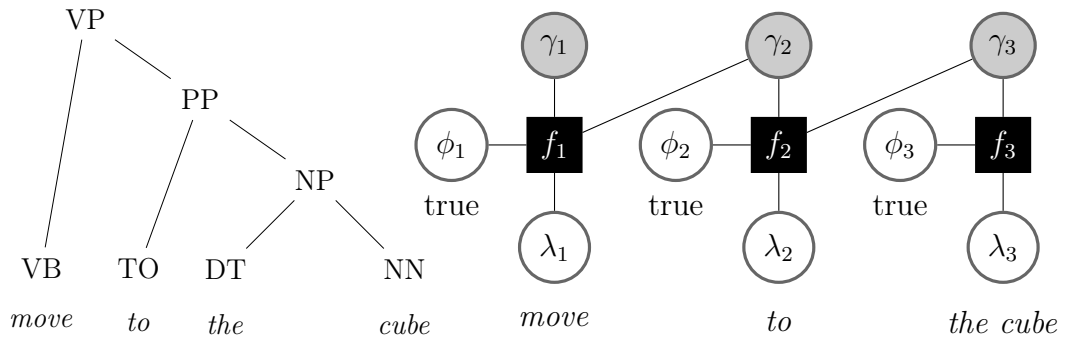 VP
PP
NP
VB TO DT NN
move to the cube
γ₁ γ₂ γ₃
ϕ₁ f₁ ϕ₂ f₂ ϕ₃ f₃
true true true
λ₁ λ₂ λ₃
move to the cube